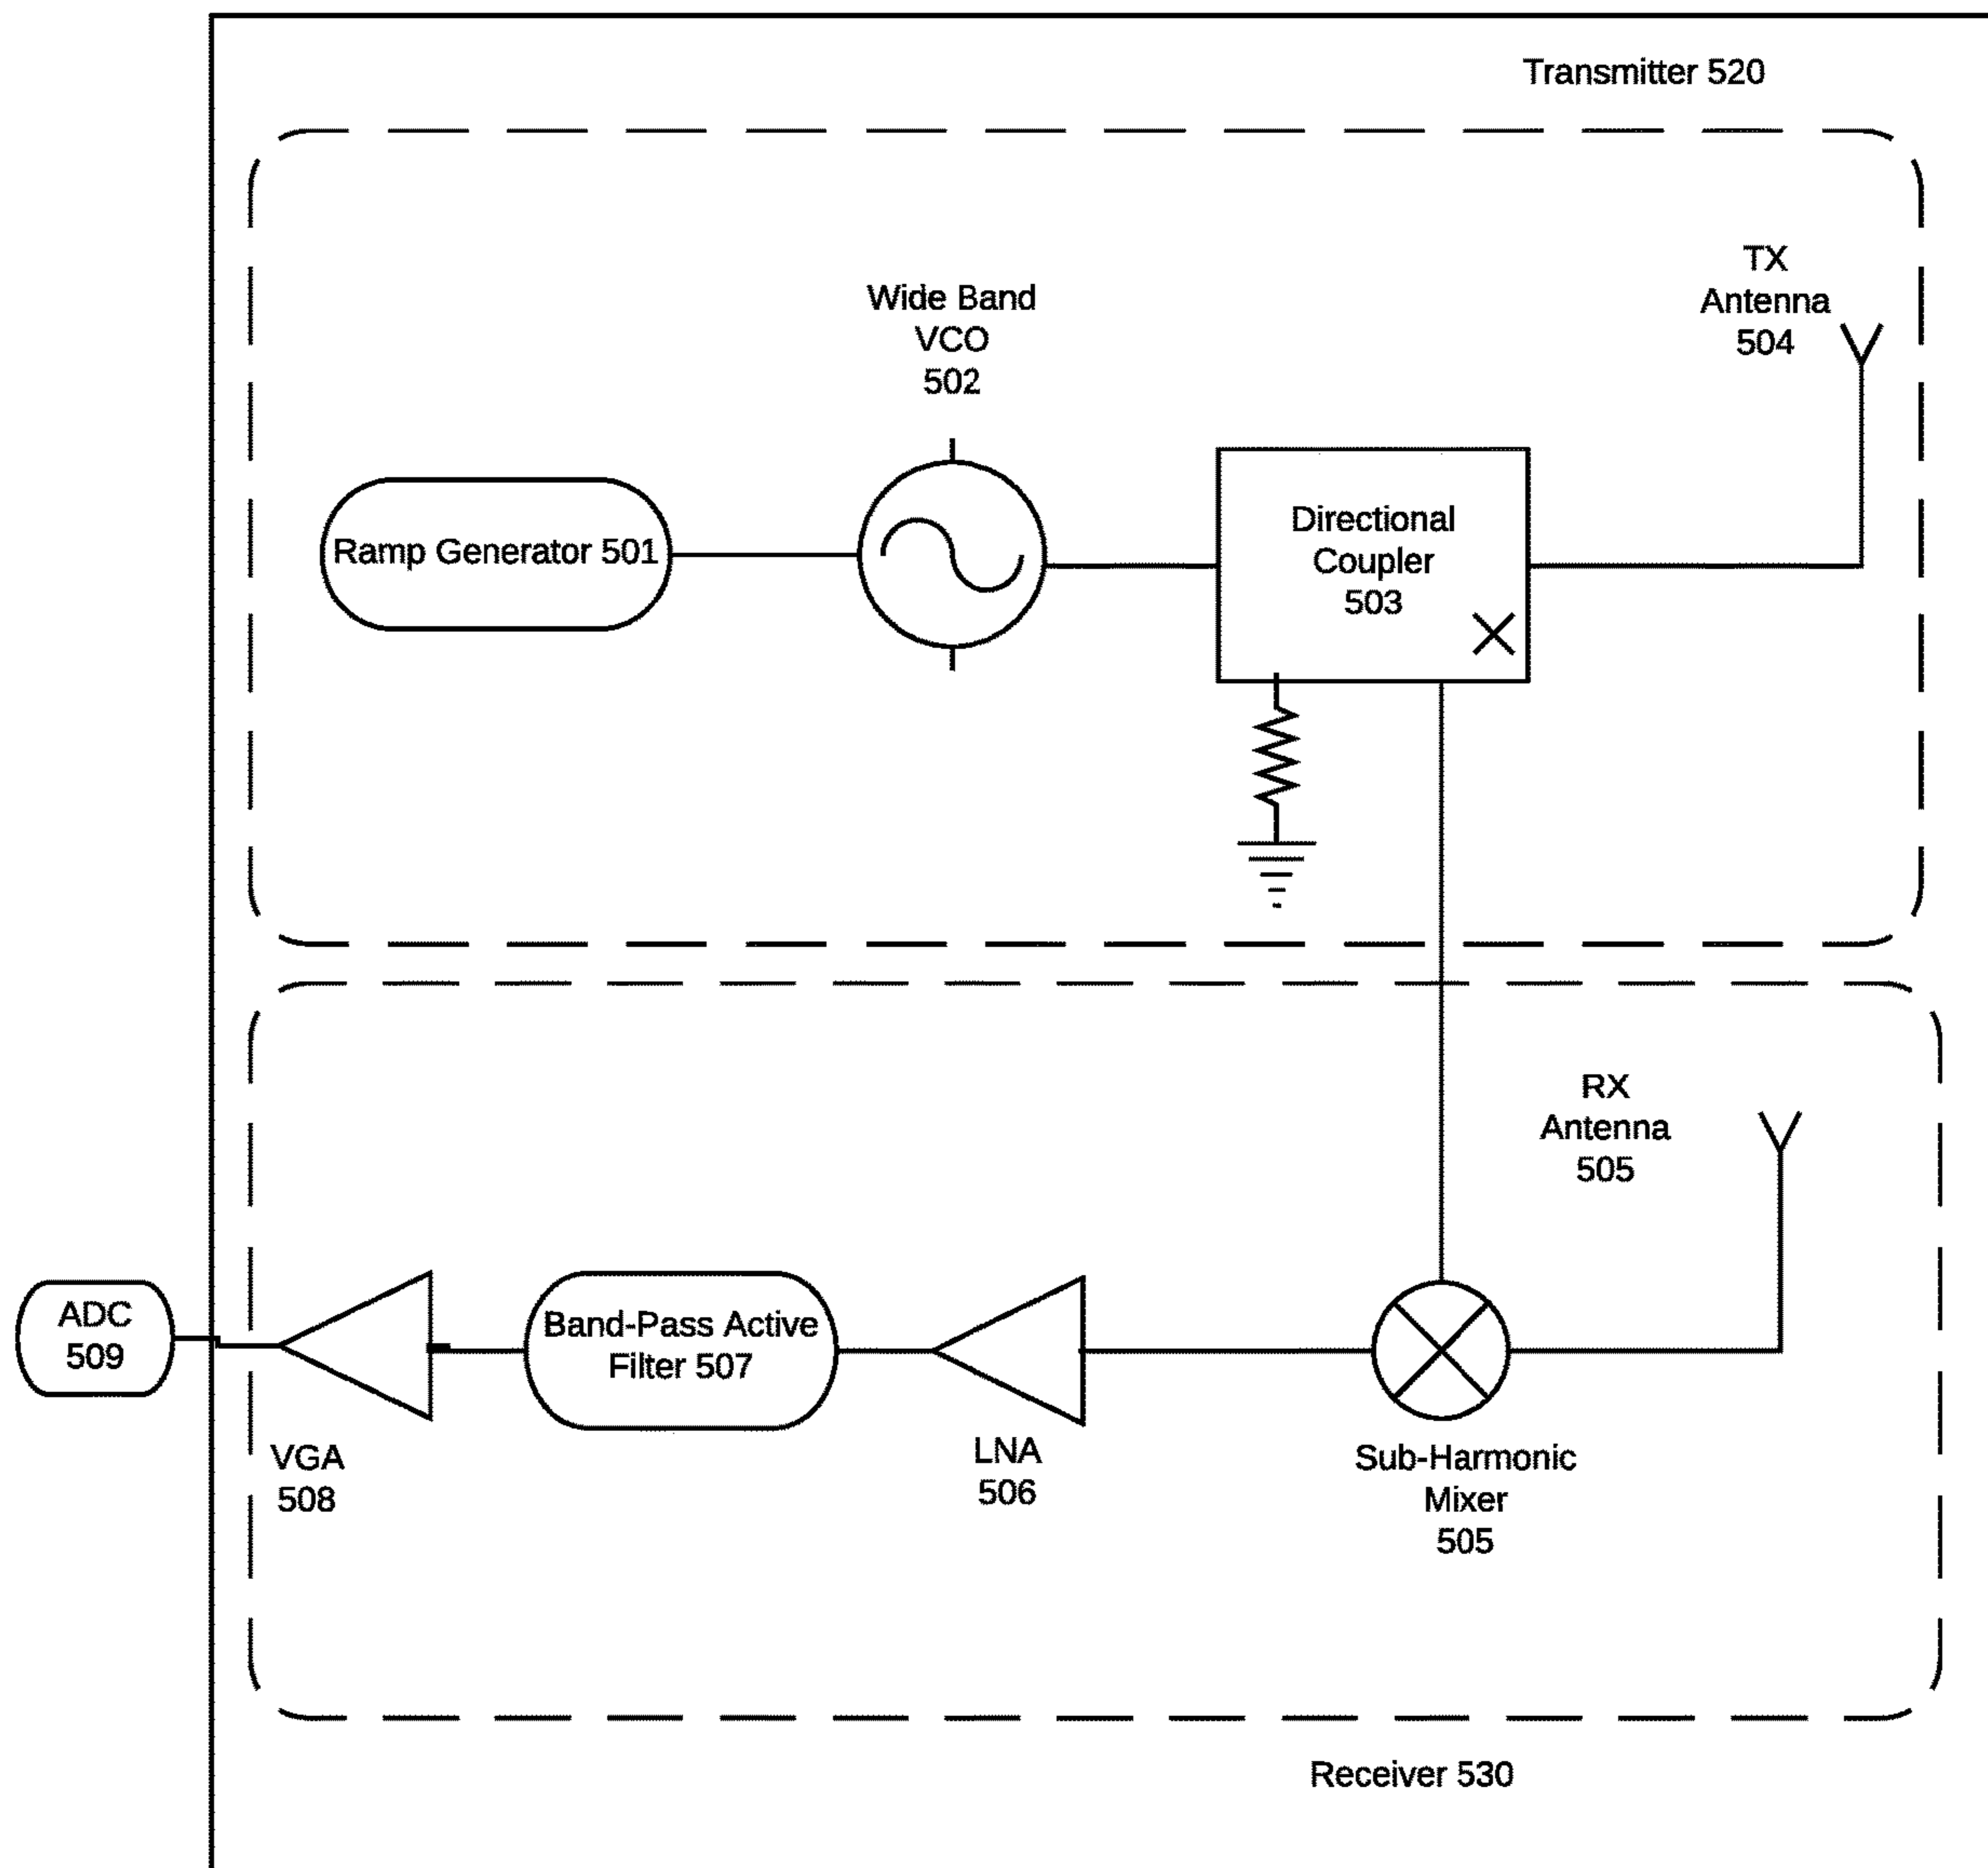 Transmitter 520
TX
Antenna
504
Wide Band
VCO
502
Ramp Generator 501
Directional
Coupler
503
RX
Antenna
505
ADC
509
Band-Pass Active
Filter 507
VGA
508
LNA
506
Sub-Harmonic
Mixer
505
Receiver 530